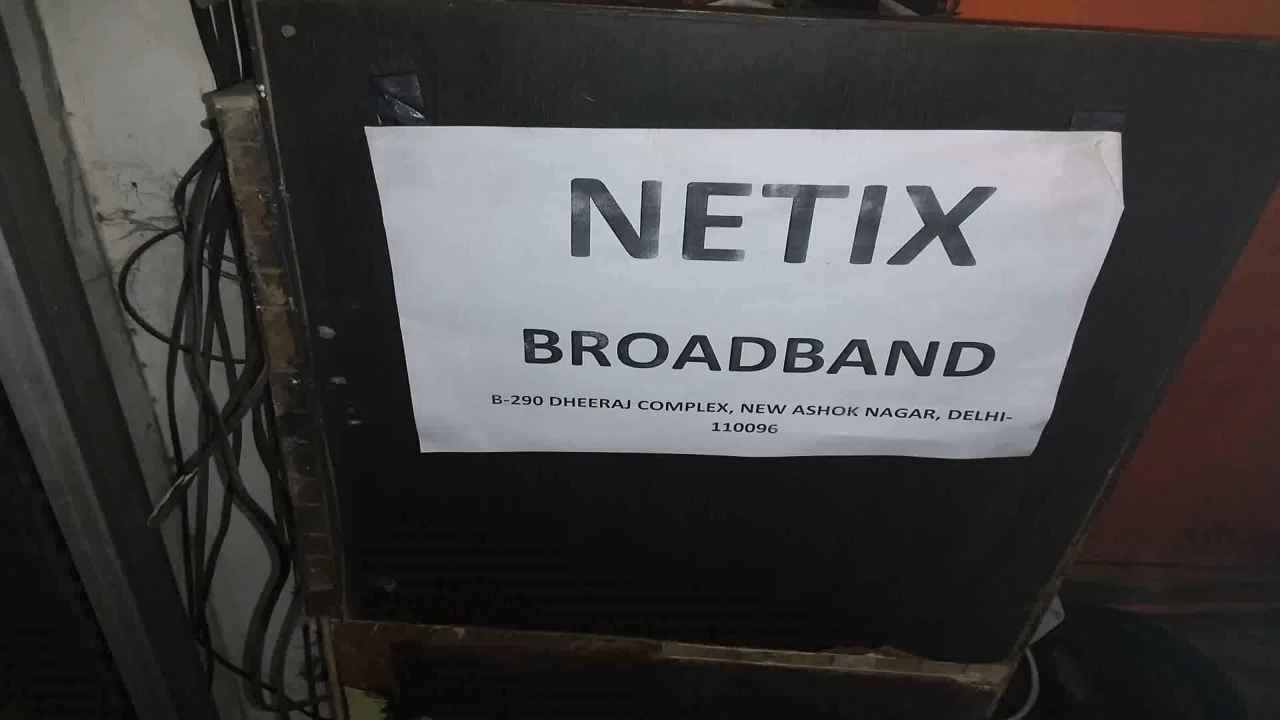 NETIX
BROADBAND
B-290 DHEERAJ COMPLEX, NEW ASHOK NAGAR, DELHI-
110096